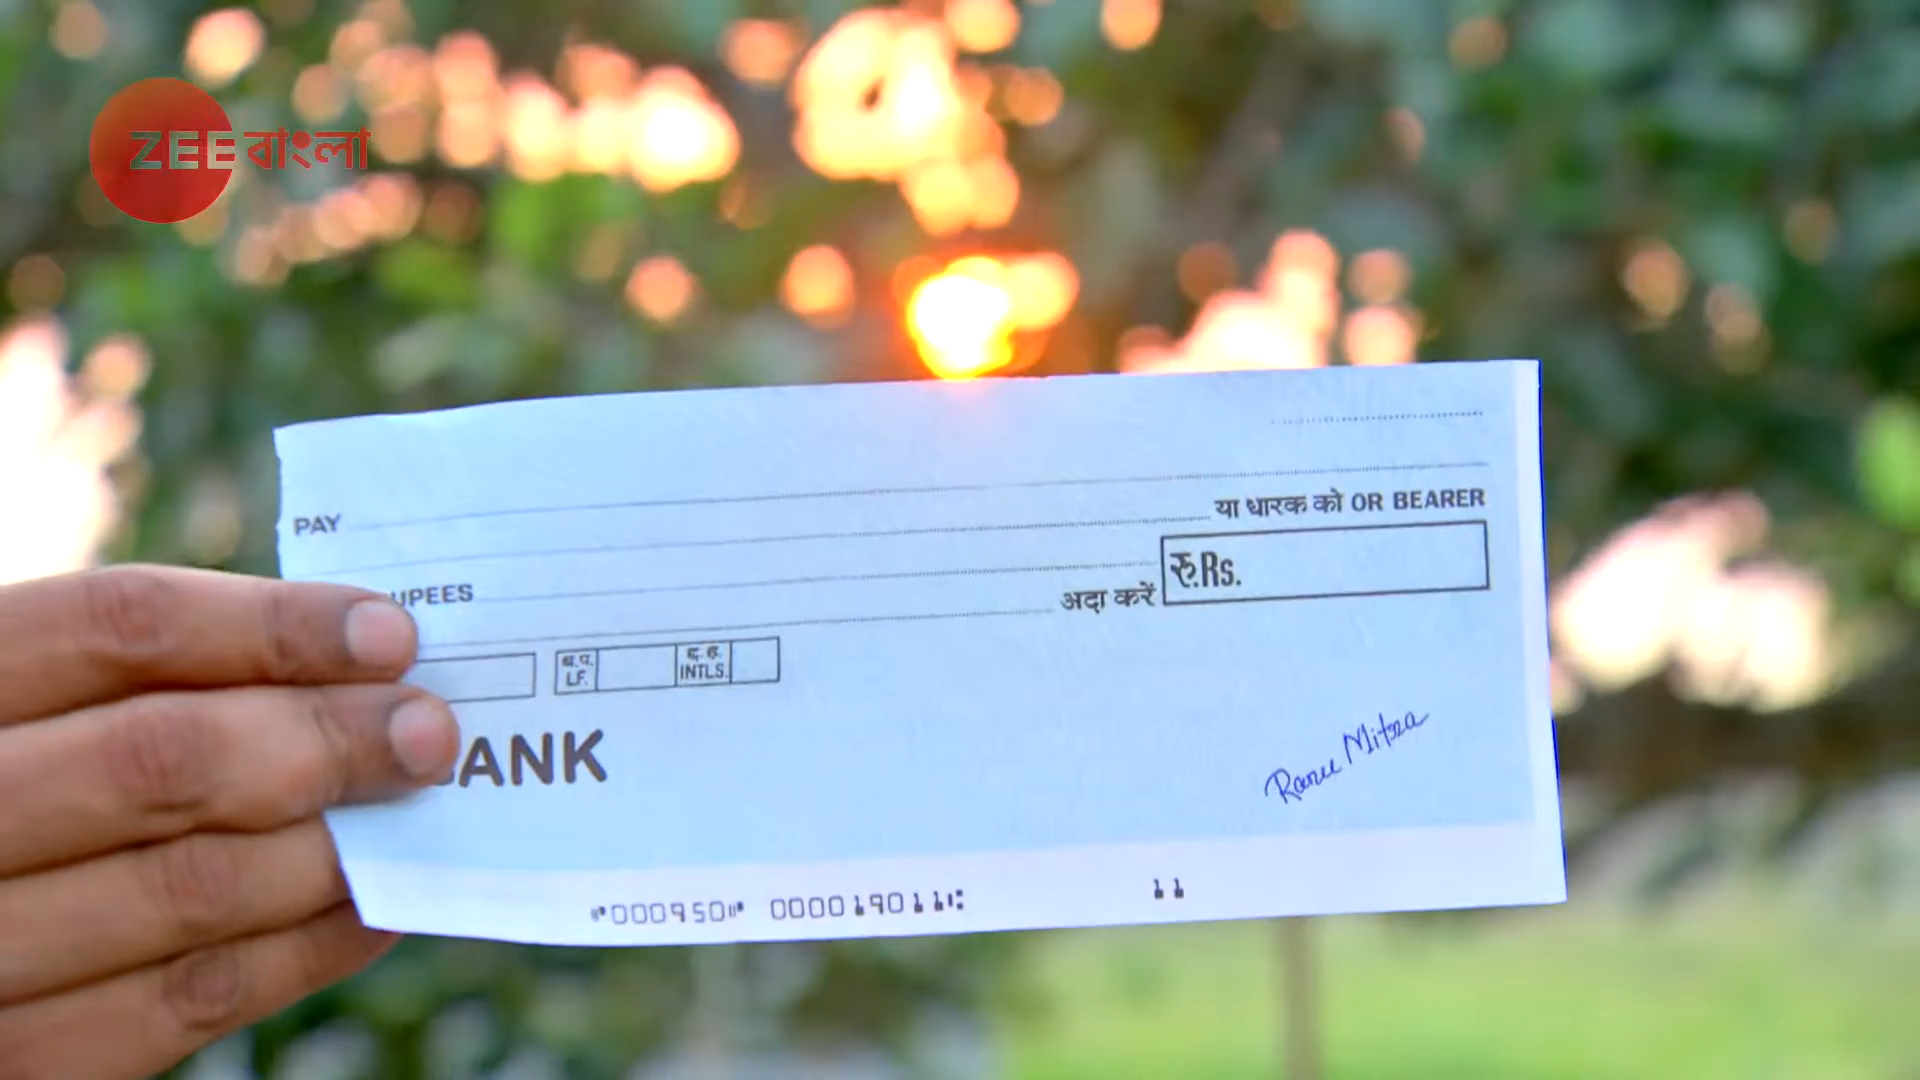 ZEE বাংলা
PAY
या धारक को OR BEARER
UPEES
अदा करें
रु.Rs.
ब.प.
LF.
द.ह.
INTLS.
ANK
Ranu Mitra
⑈000950⑈ 000019011⑆ 11